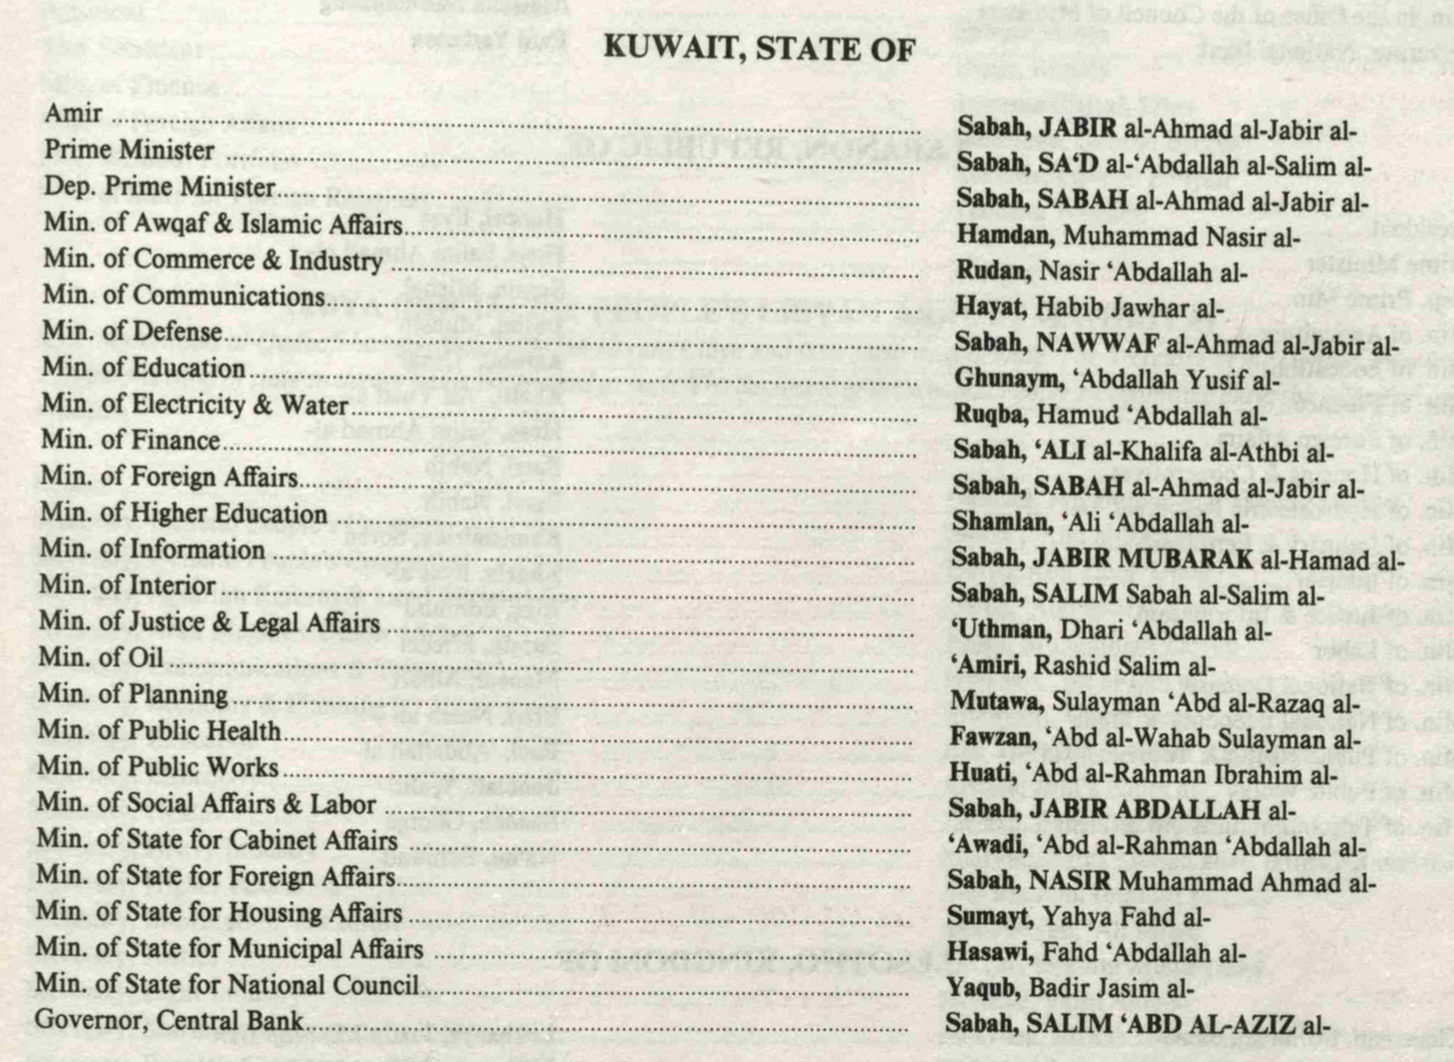 KUWAIT, STATE OF
Amir ........ Sabah, JABIR al-Ahmad al-Jabir al-
Prime Minister ........ Sabah, SA‘D al-‘Abdallah al-Salim al-
Dep. Prime Minister ........ Sabah, SABAH al-Ahmad al-Jabir al-
Min. of Awqaf & Islamic Affairs ........ Hamdan, Muhammad Nasir al-
Min. of Commerce & Industry ........ Rudan, Nasir ‘Abdallah al-
Min. of Communications ........ Hayat, Habib Jawhar al-
Min. of Defense ........ Sabah, NAWWAF al-Ahmad al-Jabir al-
Min. of Education ........ Ghunaym, ‘Abdallah Yusif al-
Min. of Electricity & Water ........ Ruqba, Hamud ‘Abdallah al-
Min. of Finance ........ Sabah, ‘ALI al-Khalifa al-Athbi al-
Min. of Foreign Affairs ........ Sabah, SABAH al-Ahmad al-Jabir al-
Min. of Higher Education ........ Shamlan, ‘Ali ‘Abdallah al-
Min. of Information ........ Sabah, JABIR MUBARAK al-Hamad al-
Min. of Interior ........ Sabah, SALIM Sabah al-Salim al-
Min. of Justice & Legal Affairs ........ ‘Uthman, Dhari ‘Abdallah al-
Min. of Oil ........ ‘Amiri, Rashid Salim al-
Min. of Planning ........ Mutawa, Sulayman ‘Abd al-Razaq al-
Min. of Public Health ........ Fawzan, ‘Abd al-Wahab Sulayman al-
Min. of Public Works ........ Huati, ‘Abd al-Rahman Ibrahim al-
Min. of Social Affairs & Labor ........ Sabah, JABIR ABDALLAH al-
Min. of State for Cabinet Affairs ........ ‘Awadi, ‘Abd al-Rahman ‘Abdallah al-
Min. of State for Foreign Affairs ........ Sabah, NASIR Muhammad Ahmad al-
Min. of State for Housing Affairs ........ Sumayt, Yahya Fahd al-
Min. of State for Municipal Affairs ........ Hasawi, Fahd ‘Abdallah al-
Min. of State for National Council ........ Yaqub, Badir Jasim al-
Governor, Central Bank ........ Sabah, SALIM ‘ABD AL-AZIZ al-